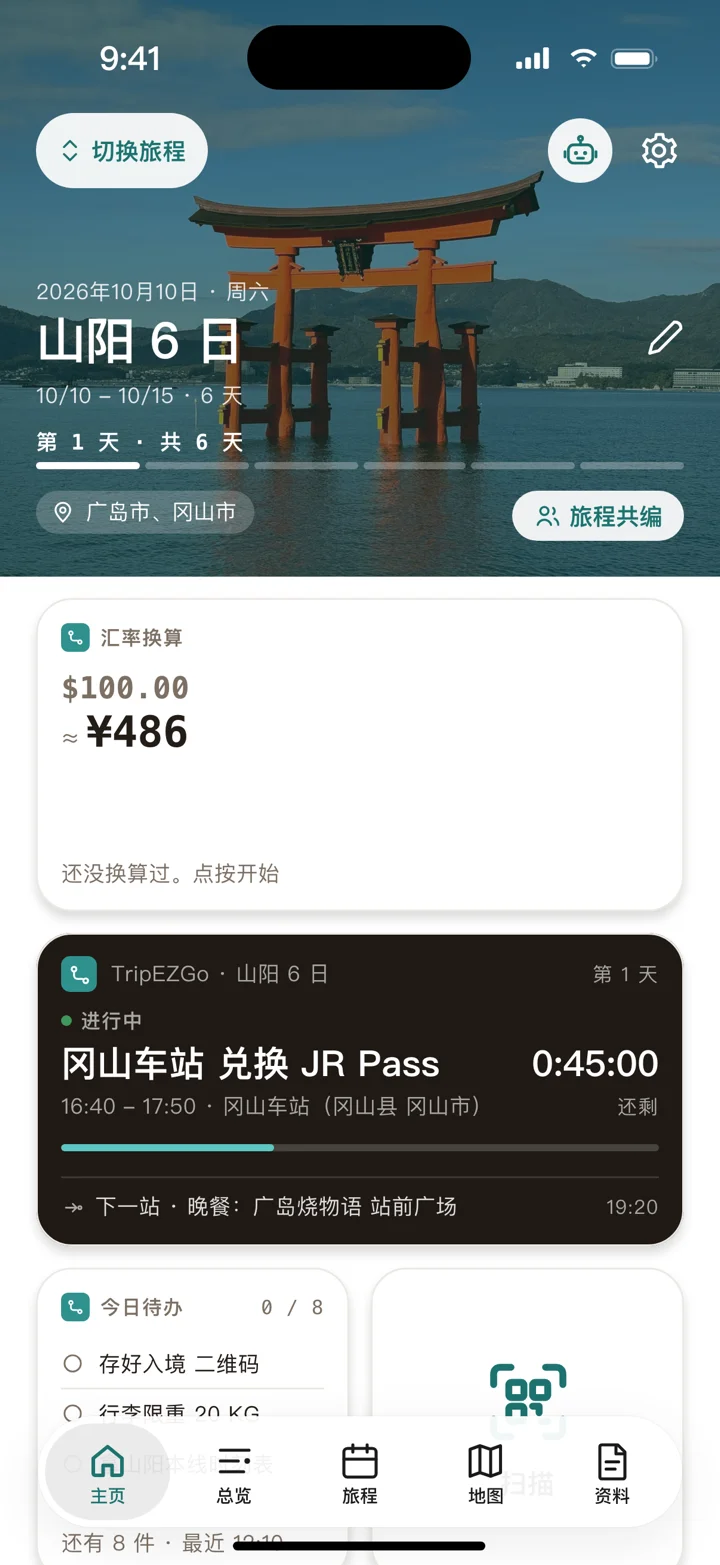 9:41
切换旅程
2026年10月10日 · 周六
山阳 6 日
10/10 – 10/15 · 6 天
第 1 天 · 共 6 天
广岛市、冈山市
旅程共编
汇率换算
$100.00
≈ ¥486
还没换算过。点按开始
TripEZGo · 山阳 6 日
第 1 天
进行中
冈山车站 兑换 JR Pass
0:45:00
16:40 – 17:50 · 冈山车站（冈山县 冈山市）
还剩
下一站 · 晚餐：广岛烧物语 站前广场
19:20
今日待办
0 / 8
存好入境 二维码
行李限重 20 KG
山阳本线
表
扫描
主页
总览
旅程
地图
资料
还有 8 件 · 最近 12:10